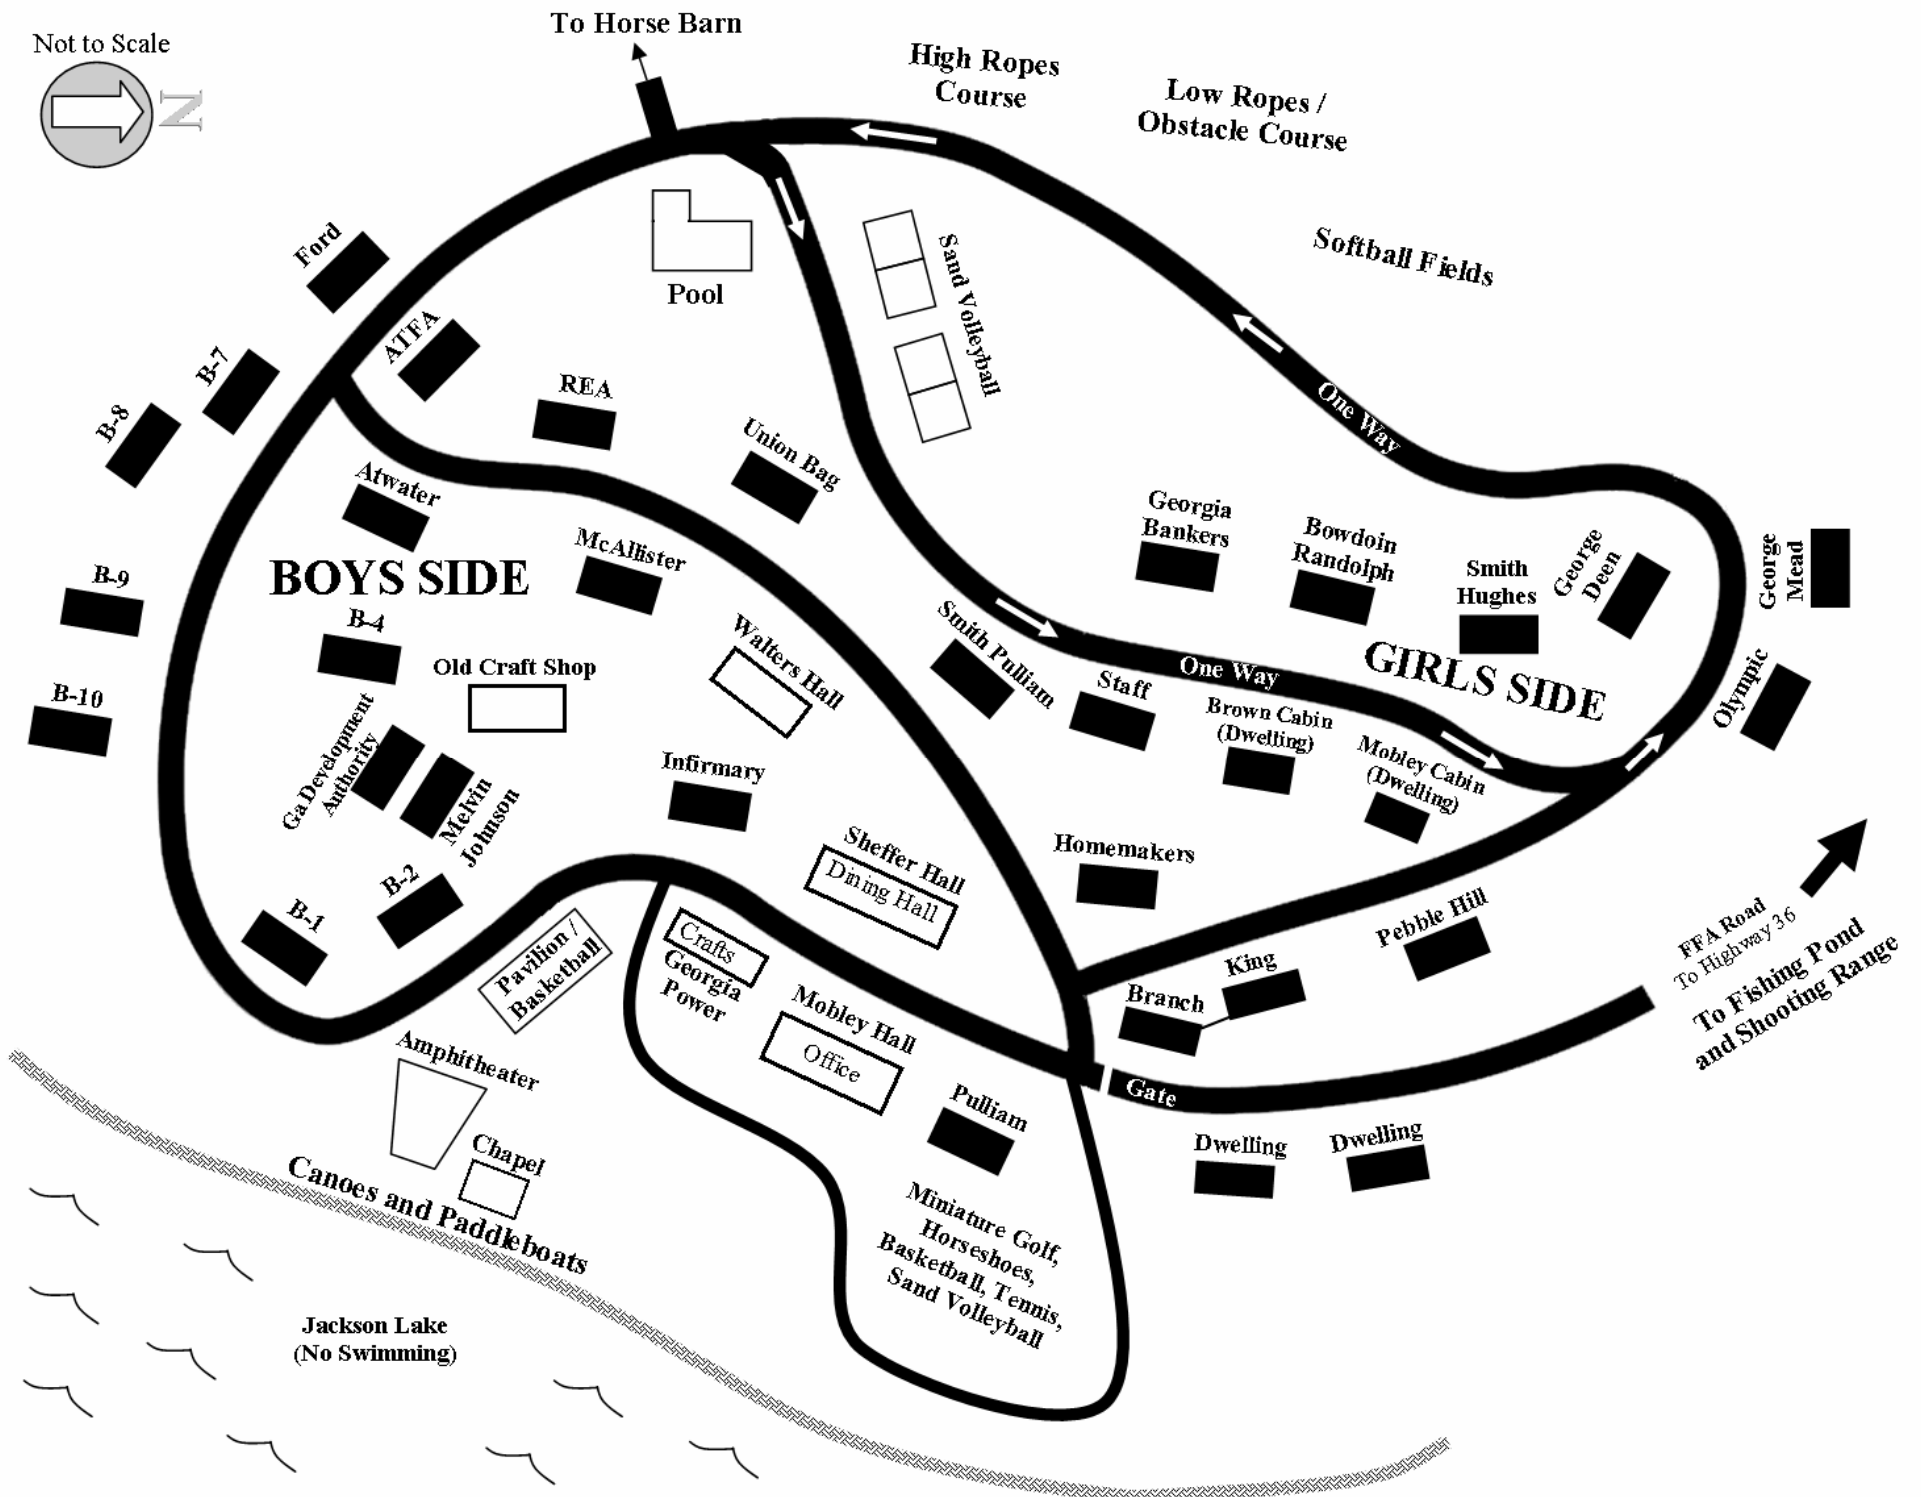 To Horse Barn
Not to Scale
N
High Ropes
Course
Low Ropes /
Obstacle Course
Softball Fields
Sand Volleyball
Pool
Ford
ATFA
B-7
B-8
REA
Union Bag
One Way
Atwater
McAllister
BOYS SIDE
B-9
B-4
B-10
Old Craft Shop
Walters Hall
Ga Development
Authority
Melvin
Johnson
Infirmary
B-2
B-1
Georgia
Bankers
Bowdoin
Randolph
Smith
Hughes
George
Deen
George
Mead
Olympic
GIRLS SIDE
Smith Pulliam
One Way
Staff
Brown Cabin
(Dwelling)
Mobley Cabin
(Dwelling)
Homemakers
Sheffer Hall
Dining Hall
Pebble Hill
King
Branch
FFA Road
To Highway 36
To Fishing Pond
and Shooting Range
Pavilion /
Basketball
Crafts
Georgia
Power
Mobley Hall
Office
Gate
Pulliam
Dwelling
Dwelling
Amphitheater
Chapel
Canoes and Paddleboats
Miniature Golf,
Horseshoes,
Basketball, Tennis,
Sand Volleyball
Jackson Lake
(No Swimming)